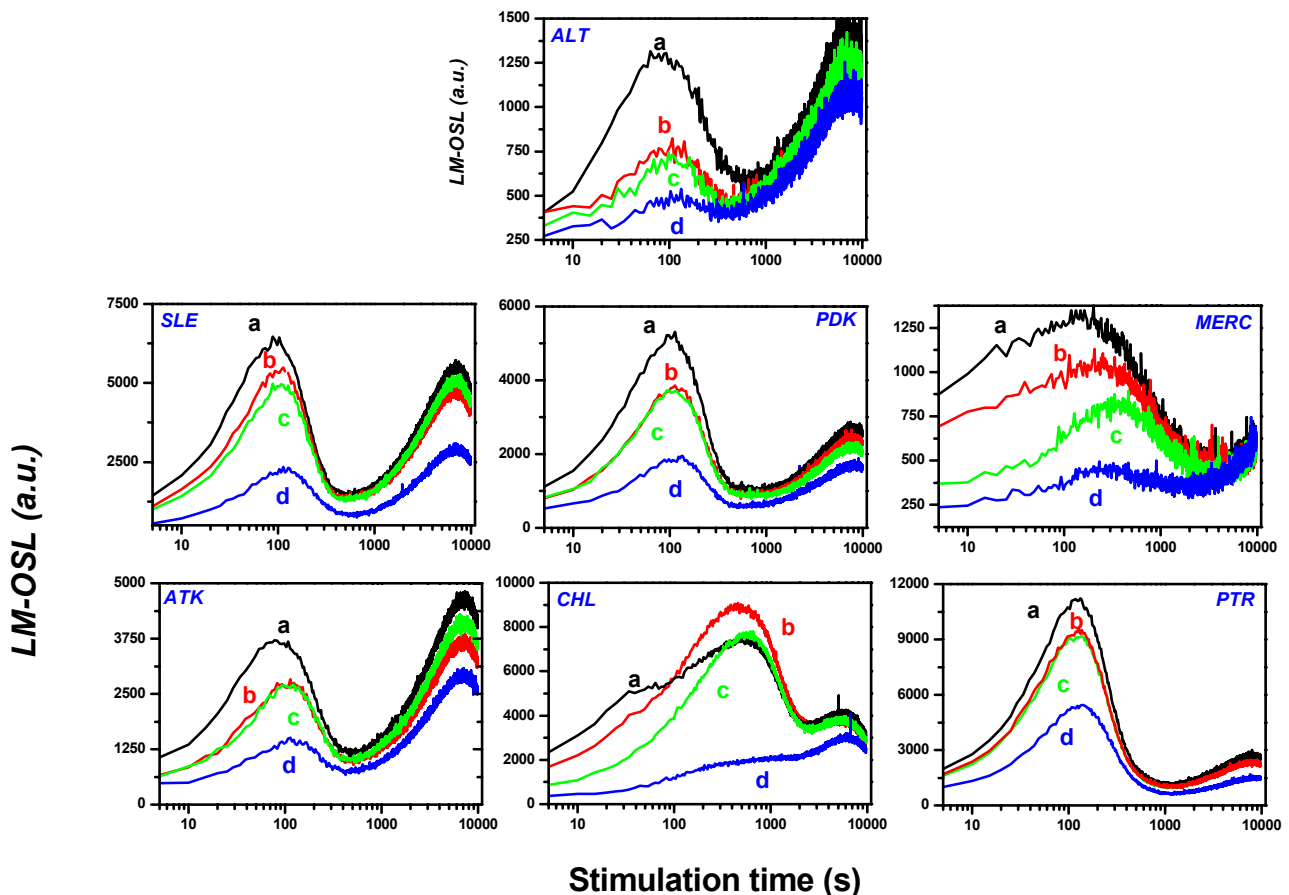 ALT
LM-OSL (a.u.)
1500
1250
1000
750
500
250
a
b
c
d
10 100 1000 10000
SLE
7500
5000
2500
a
b
c
d
10 100 1000 10000
PDK
6000
4000
2000
0
a
b
c
d
10 100 1000 10000
MERC
1250
1000
750
500
250
a
b
c
d
10 100 1000 10000
LM-OSL (a.u.)
ATK
5000
3750
2500
1250
0
a
b
c
d
10 100 1000 10000
CHL
10000
8000
6000
4000
2000
0
a
b
c
d
10 100 1000 10000
PTR
12000
9000
6000
3000
0
a
b
c
d
10 100 1000 10000
Stimulation time (s)